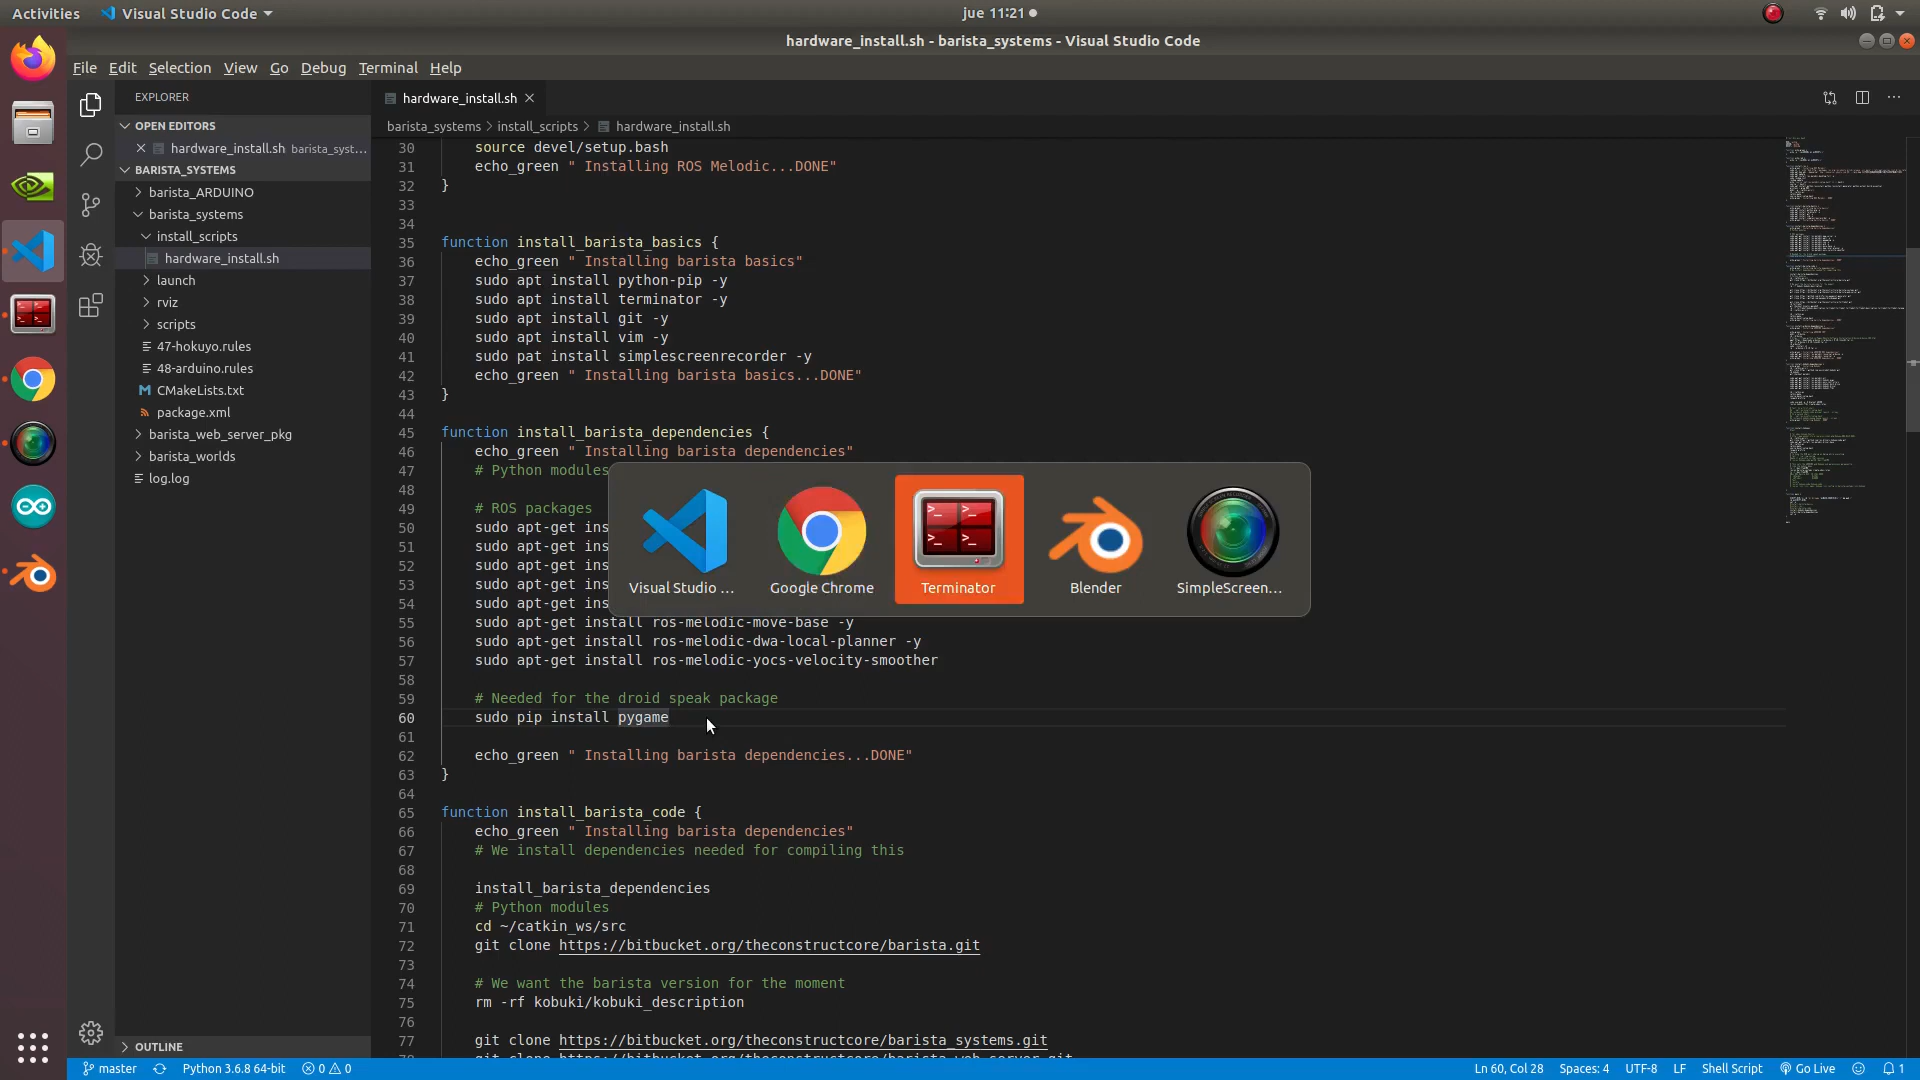 Activities
Visual Studio Code
jue 11:21
hardware_install.sh - barista_systems - Visual Studio Code
File Edit Selection View Go Debug Terminal Help
EXPLORER
OPEN EDITORS
hardware_install.sh barista_syst...
BARISTA_SYSTEMS
barista_ARDUINO
barista_systems
install_scripts
hardware_install.sh
launch
rviz
scripts
47-hokuyo.rules
48-arduino.rules
CMakeLists.txt
package.xml
barista_web_server_pkg
barista_worlds
log.log
OUTLINE
hardware_install.sh
barista_systems > install_scripts > hardware_install.sh
30 source devel/setup.bash
31 echo_green " Installing ROS Melodic...DONE"
32 }
33
34
35 function install_barista_basics {
36 echo_green " Installing barista basics"
37 sudo apt install python-pip -y
38 sudo apt install terminator -y
39 sudo apt install git -y
40 sudo apt install vim -y
41 sudo pat install simplescreenrecorder -y
42 echo_green " Installing barista basics...DONE"
43 }
44
45 function install_barista_dependencies {
46 echo_green " Installing barista dependencies"
47 # Python modules
48
49 # ROS packages
50 sudo apt-get ins
51 sudo apt-get ins
52 sudo apt-get ins
53 sudo apt-get ins
54 sudo apt-get ins
55 sudo apt-get install ros-melodic-move-base -y
56 sudo apt-get install ros-melodic-dwa-local-planner -y
57 sudo apt-get install ros-melodic-yocs-velocity-smoother
58
59 # Needed for the droid speak package
60 sudo pip install pygame
61
62 echo_green " Installing barista dependencies...DONE"
63 }
64
65 function install_barista_code {
66 echo_green " Installing barista dependencies"
67 # We install dependencies needed for compiling this
68
69 install_barista_dependencies
70 # Python modules
71 cd ~/catkin_ws/src
72 git clone https://bitbucket.org/theconstructcore/barista.git
73
74 # We want the barista version for the moment
75 rm -rf kobuki/kobuki_description
76
77 git clone https://bitbucket.org/theconstructcore/barista_systems.git
78 git clone https://bitbucket.org/theconstructcore/barista_web_server.git
Visual Studio ...
Google Chrome
Terminator
Blender
SimpleScreen...
master
Python 3.6.8 64-bit
0 0
Ln 60, Col 28
Spaces: 4
UTF-8
LF
Shell Script
Go Live
1